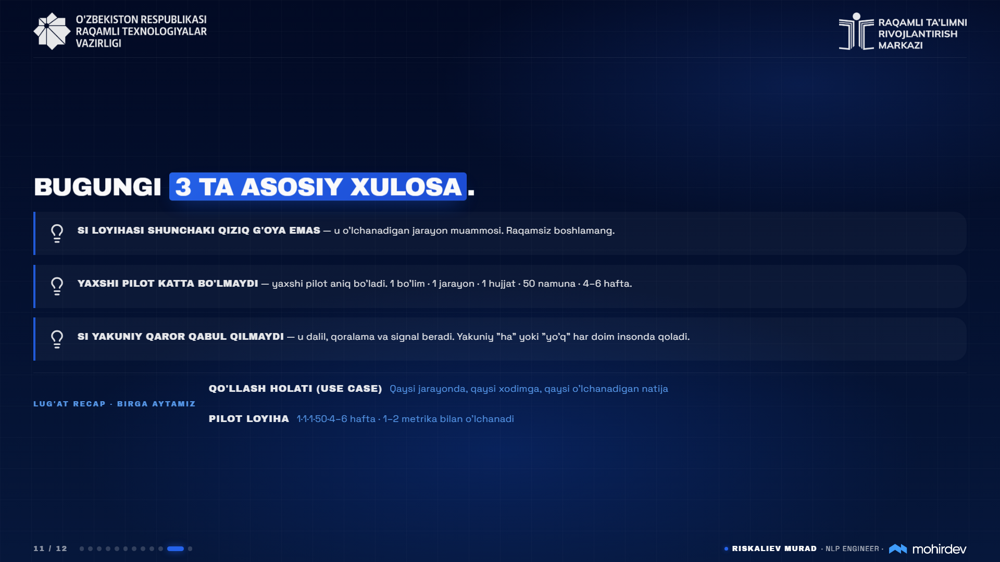 O'ZBEKISTON RESPUBLIKASI
RAQAMLI TEXNOLOGIYALAR
VAZIRLIGI
RAQAMLI TA’LIMNI
RIVOJLANTIRISH
MARKAZI
BUGUNGI 3 TA ASOSIY XULOSA.
SI LOYIHASI SHUNCHAKI QIZIQ G'OYA EMAS — u o’lchanadigan jarayon muammosi. Raqamsiz boshlamang.
YAXSHI PILOT KATTA BO'LMAYDI — yaxshi pilot aniq bo’ladi. 1 bo’lim · 1 jarayon · 1 hujjat · 50 namuna · 4–6 hafta.
SI YAKUNIY QAROR QABUL QILMAYDI — u dalil, qoralama va signal beradi. Yakuniy ”ha” yoki ”yo’q” har doim insonda qoladi.
LUG'AT RECAP · BIRGA AYTAMIZ
QO'LLASH HOLATI (USE CASE) Qaysi jarayonda, qaysi xodimga, qaysi o’lchanadigan natija
PILOT LOYIHA 1·1·1·50·4–6 hafta · 1–2 metrika bilan o’lchanadi
11 / 12
RISKALIEV MURAD · NLP ENGINEER · mohirdev